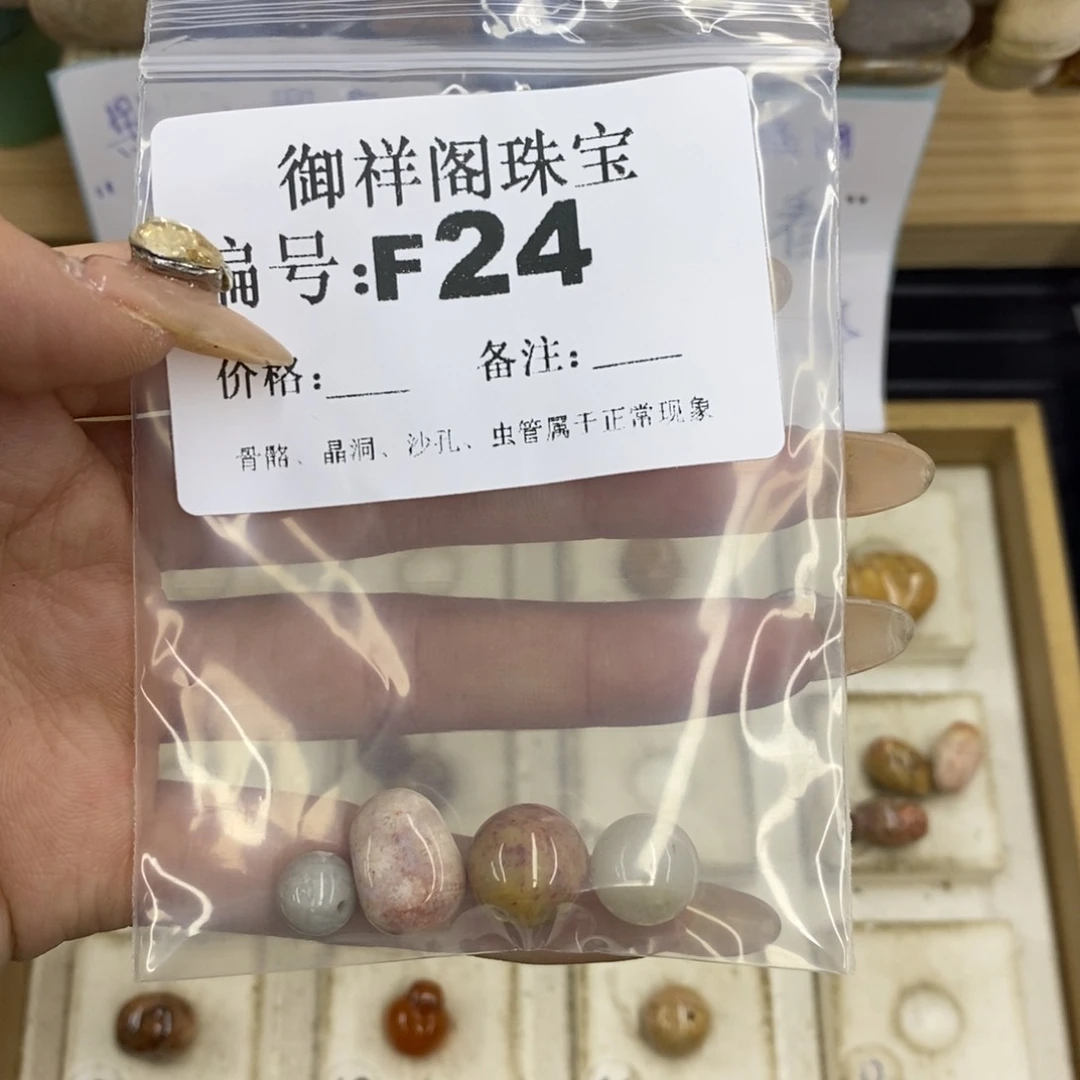 御祥阁珠宝
编号:F24
价格:___ 备注:____
骨骼、晶洞、沙孔、虫管属于正常现象